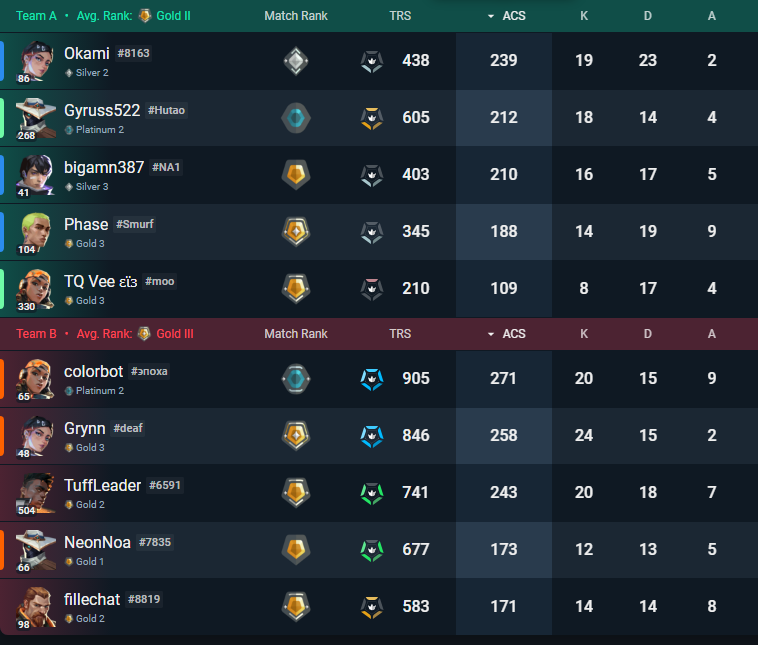 Team A • Avg. Rank: Gold II Match Rank TRS ACS K D A
Okami #8163
Silver 2
86
438 239 19 23 2
Gyruss522 #Hutao
Platinum 2
268
605 212 18 14 4
bigamn387 #NA1
Silver 3
41
403 210 16 17 5
Phase #Smurf
Gold 3
104
345 188 14 19 9
TQ Vee εïз #moo
Gold 3
330
210 109 8 17 4
Team B • Avg. Rank: Gold III Match Rank TRS ACS K D A
colorbot #эпоха
Platinum 2
65
905 271 20 15 9
Grynn #deaf
Gold 3
48
846 258 24 15 2
TuffLeader #6591
Gold 2
504
741 243 20 18 7
NeonNoa #7835
Gold 1
66
677 173 12 13 5
fillechat #8819
Gold 2
98
583 171 14 14 8